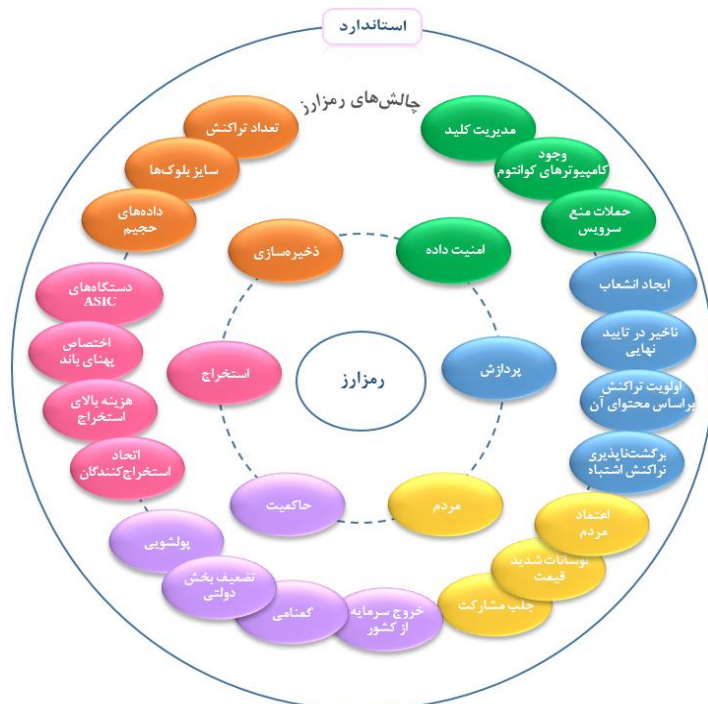 استاندارد
چالش‌های رمزارز
مدیریت کلید
وجود
کامپیوترهای کوانتوم
حملات منع
سرویس
ایجاد انشعاب
تاخیر در تایید
نهایی
اولویت تراکنش
براساس محتوای آن
برگشت‌ناپذیری
تراکنش اشتباه
اعتماد
مردم
نوسانات شدید
قیمت
جلب مشارکت
خروج سرمایه
از کشور
گمنامی
تضعیف بخش
دولتی
پولشویی
اتحاد
استخراج‌کنندگان
هزینه بالای
استخراج
اختصاص
پهنای باند
دستگاه‌های
ASIC
داده‌های
حجیم
سایز بلوک‌ها
تعداد تراکنش
امنیت داده
پردازش
مردم
حاکمیت
استخراج
ذخیره‌سازی
رمزارز